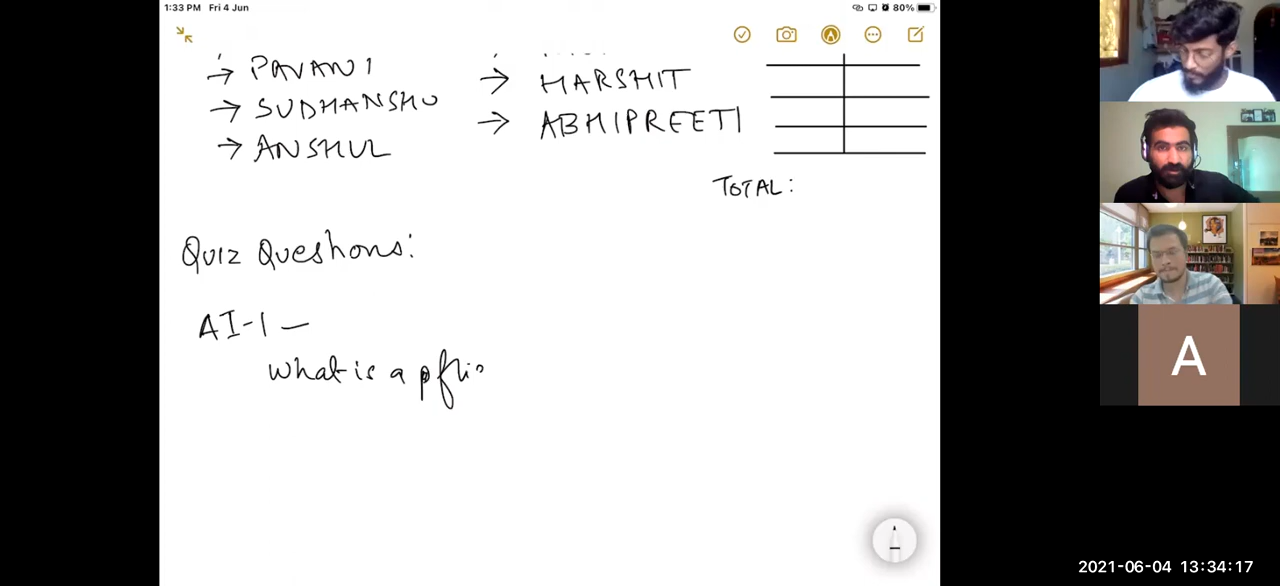 1:33 PM Fri 4 Jun 80%
→ PAVANI
→ HARSHIT
→ SUDHANSHU
→ ABHIPREETI
→ ANSHUL
TOTAL:
Quiz Questions:
AI-1 —
What is a
A
2021-06-04 13:34:17